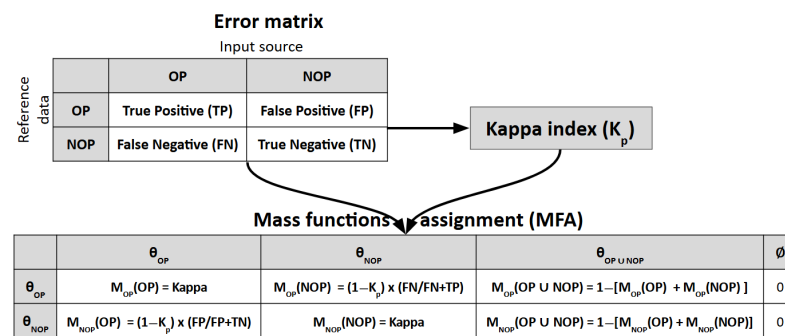 Error matrix
Input source
Reference data
OP NOP
OP True Positive (TP) False Positive (FP)
NOP False Negative (FN) True Negative (TN)
Kappa index (Kp)
Mass functions assignment (MFA)
θOP θNOP θOP ∪ NOP Ø
θOP MOP(OP) = Kappa MOP(NOP) = (1–Kp) x (FN/FN+TP) MOP(OP ∪ NOP) = 1–[MOP(OP) + MOP(NOP) ] 0
θNOP MNOP(OP) = (1–Kp) x (FP/FP+TN) MNOP(NOP) = Kappa MNOP(OP ∪ NOP) = 1–[MNOP(OP) + MNOP(NOP)] 0